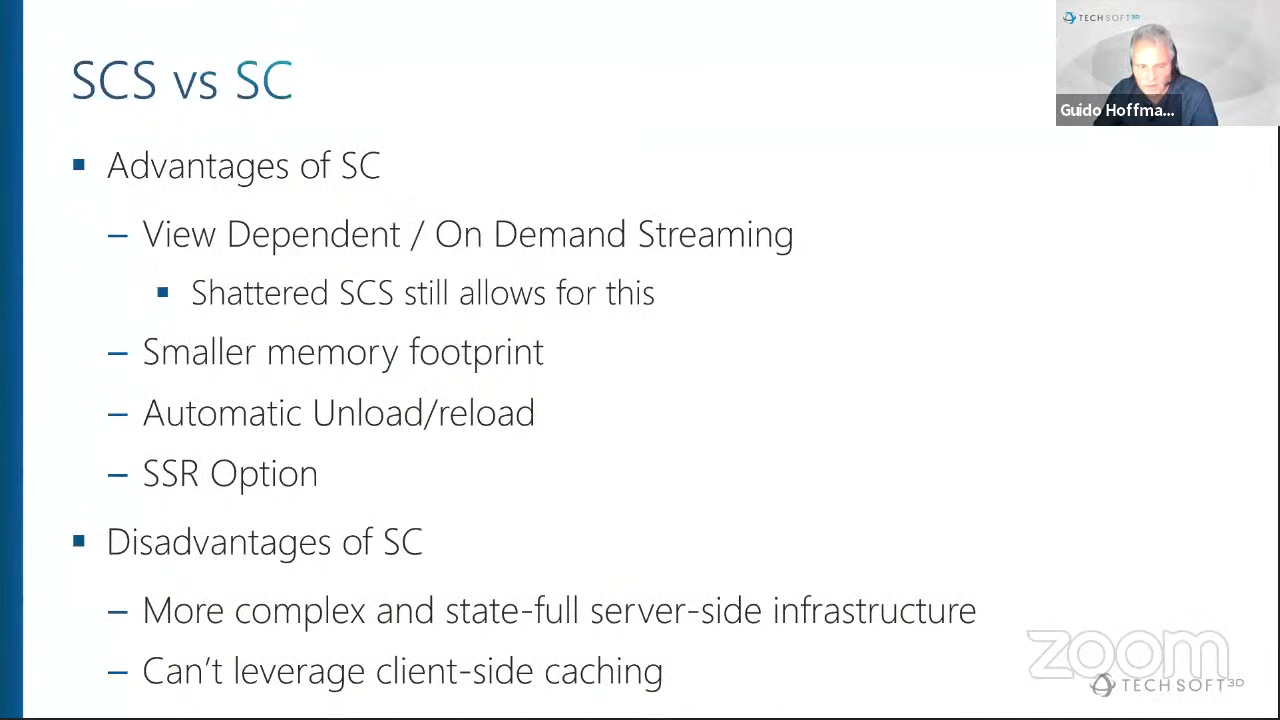 SCS vs SC
TECH SOFT 3D
Guido Hoffma...
Advantages of SC
– View Dependent / On Demand Streaming
Shattered SCS still allows for this
– Smaller memory footprint
– Automatic Unload/reload
– SSR Option
Disadvantages of SC
– More complex and state-full server-side infrastructure
– Can't leverage client-side caching
zoom
TECH SOFT 3D